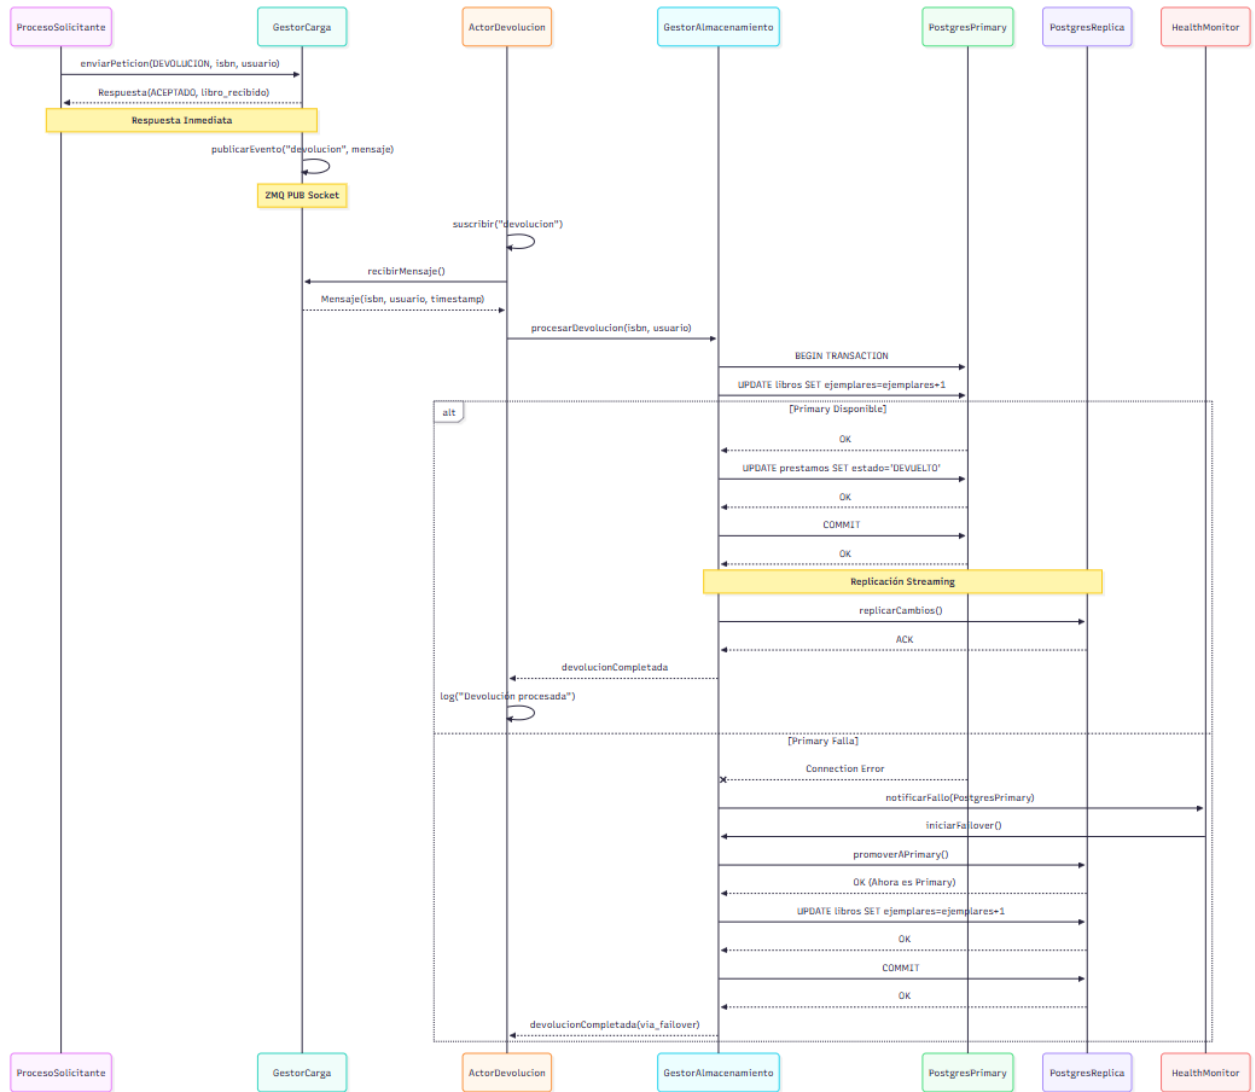 ProcesoSolicitante
GestorCarga
ActorDevolucion
GestorAlmacenamiento
PostgresPrimary
PostgresReplica
HealthMonitor
enviarPeticion(DEVOLUCION, isbn, usuario)
Respuesta(ACEPTADO, libro_recibido)
Respuesta Inmediata
publicarEvento("devolucion", mensaje)
ZMQ PUB Socket
suscribir("devolucion")
recibirMensaje()
Mensaje(isbn, usuario, timestamp)
procesarDevolucion(isbn, usuario)
BEGIN TRANSACTION
UPDATE libros SET ejemplares=ejemplares+1
alt
[Primary Disponible]
OK
UPDATE prestamos SET estado='DEVUELTO'
OK
COMMIT
OK
Replicación Streaming
replicarCambios()
ACK
devolucionCompletada
log("Devolución procesada")
[Primary Falla]
Connection Error
notificarFallo(PostgresPrimary)
iniciarFailover()
promoverAPrimary()
OK (Ahora es Primary)
UPDATE libros SET ejemplares=ejemplares+1
OK
COMMIT
OK
devolucionCompletada(via_failover)
ProcesoSolicitante
GestorCarga
ActorDevolucion
GestorAlmacenamiento
PostgresPrimary
PostgresReplica
HealthMonitor